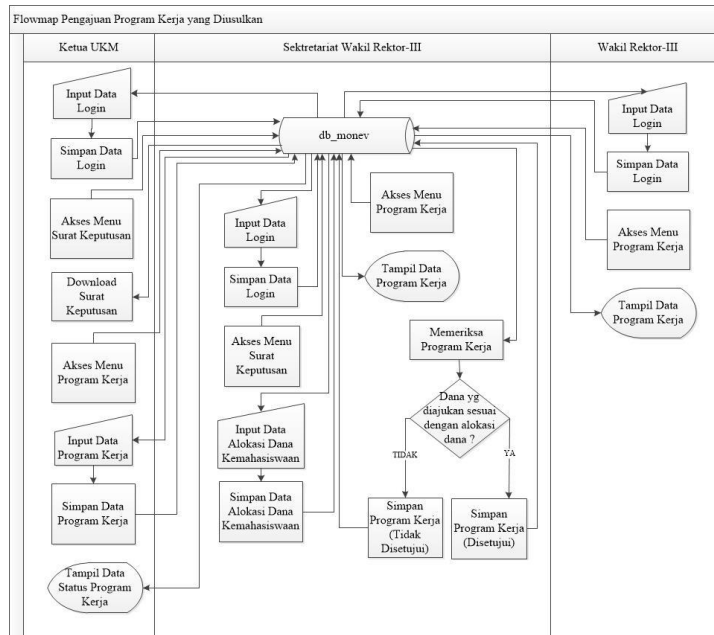 Flowmap Pengajuan Program Kerja yang Diusulkan
Ketua UKM
Sektretariat Wakil Rektor-III
Wakil Rektor-III
Input Data
Login
Simpan Data
Login
Akses Menu
Surat Keputusan
Download
Surat
Keputusan
Akses Menu
Program Kerja
Input Data
Program Kerja
Simpan Data
Program Kerja
Tampil Data
Status Program
Kerja
db_monev
Input Data
Login
Simpan Data
Login
Akses Menu
Surat
Keputusan
Input Data
Alokasi Dana
Kemahasiswaan
Simpan Data
Alokasi Dana
Kemahasiswaan
Akses Menu
Program Kerja
Tampil Data
Program Kerja
Memeriksa
Program Kerja
Dana yg
diajukan sesuai
dengan alokasi
dana ?
TIDAK
YA
Simpan
Program Kerja
(Tidak
Disetujui)
Simpan
Program Kerja
(Disetujui)
Input Data
Login
Simpan Data
Login
Akses Menu
Program Kerja
Tampil Data
Program Kerja